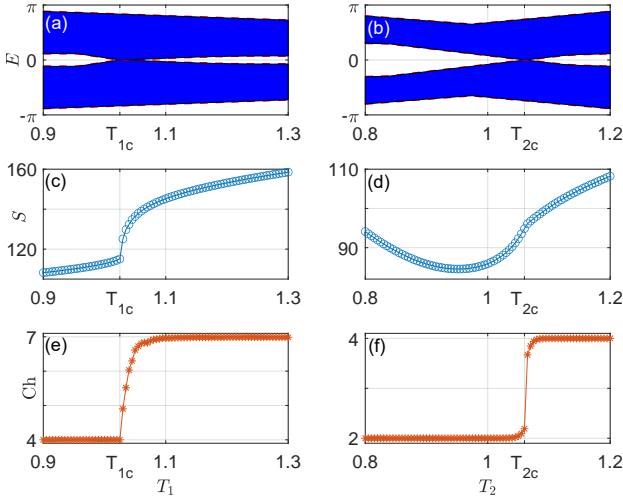 π (a) π (b)
E 0 0
-π -π
0.9 T1c 1.1 1.3 0.8 1 T2c 1.2
160 (c) 110 (d)
S
110 90
0.9 T1c 1.1 1.3 0.8 1 T2c 1.2
7 (e) 4 (f)
Ch
4 2
0.9 T1c 1.1 1.3 0.8 1 T2c 1.2
T1 T2